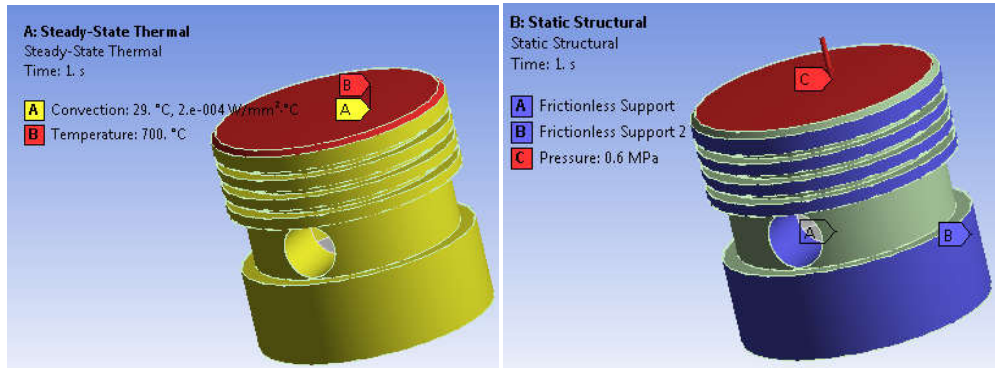 A: Steady-State Thermal
Steady-State Thermal
Time: 1. s
A Convection: 29. °C, 2.e-004 W/mm²·°C
B Temperature: 700. °C
B
A
B: Static Structural
Static Structural
Time: 1. s
A Frictionless Support
B Frictionless Support 2
C Pressure: 0.6 MPa
C
A
B